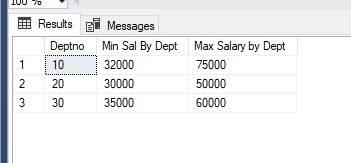 100 %
Results Messages
Deptno Min Sal By Dept Max Salary by Dept
1 10 32000 75000
2 20 30000 50000
3 30 35000 60000